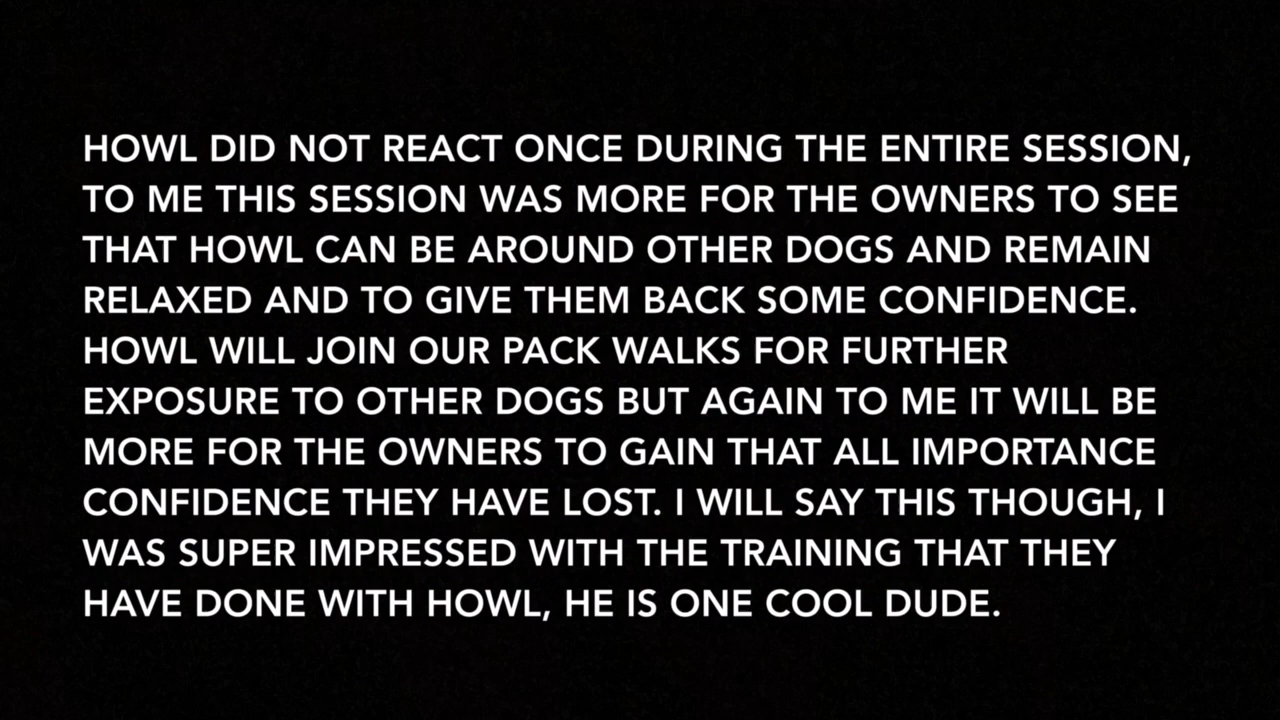 HOWL DID NOT REACT ONCE DURING THE ENTIRE SESSION,
TO ME THIS SESSION WAS MORE FOR THE OWNERS TO SEE
THAT HOWL CAN BE AROUND OTHER DOGS AND REMAIN
RELAXED AND TO GIVE THEM BACK SOME CONFIDENCE.
HOWL WILL JOIN OUR PACK WALKS FOR FURTHER
EXPOSURE TO OTHER DOGS BUT AGAIN TO ME IT WILL BE
MORE FOR THE OWNERS TO GAIN THAT ALL IMPORTANCE
CONFIDENCE THEY HAVE LOST. I WILL SAY THIS THOUGH, I
WAS SUPER IMPRESSED WITH THE TRAINING THAT THEY
HAVE DONE WITH HOWL, HE IS ONE COOL DUDE.